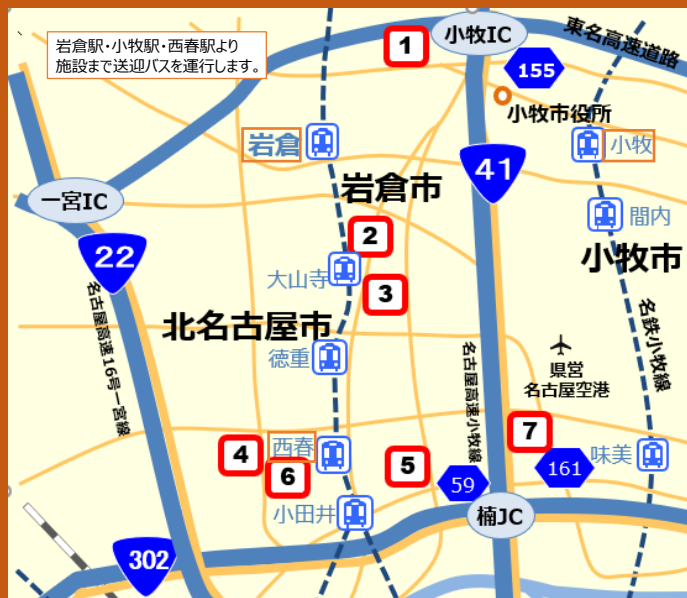 岩倉駅・小牧駅・西春駅より
施設まで送迎バスを運行します。
1
小牧IC
東名高速道路
155
小牧市役所
岩倉
小牧
41
一宮IC
岩倉市
間内
2
22
小牧市
大山寺
3
北名古屋市
名古屋高速16号一宮線
徳重
名古屋高速小牧線
県営
名古屋空港
名鉄小牧線
7
4
西春
5
味美
6
59
161
小田井
楠JC
302